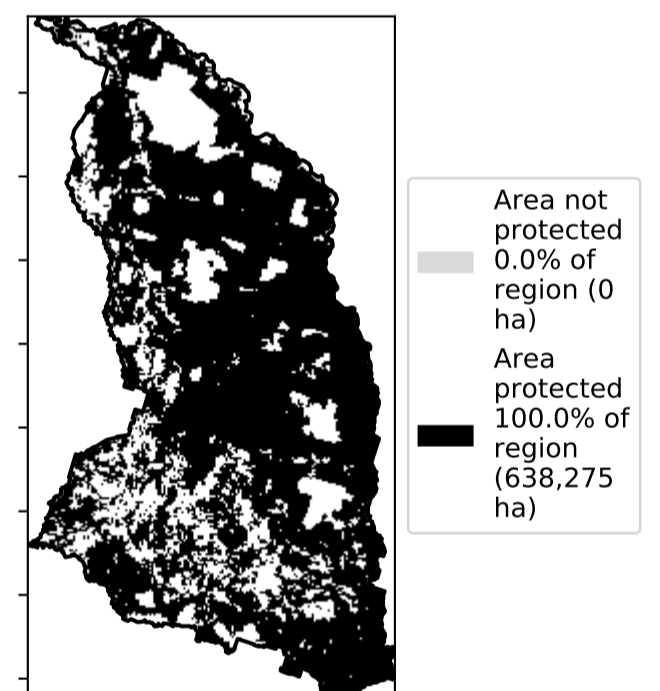 Area not
protected
0.0% of
region (0
ha)
Area
protected
100.0% of
region
(638,275
ha)